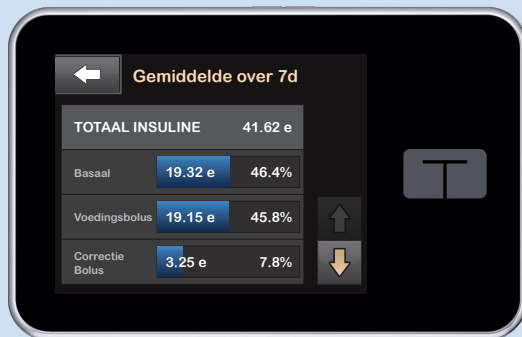 Gemiddelde over 7d
TOTAAL INSULINE 41.62 e
Basaal 19.32 e 46.4%
Voedingsbolus 19.15 e 45.8%
Correctie
Bolus 3.25 e 7.8%